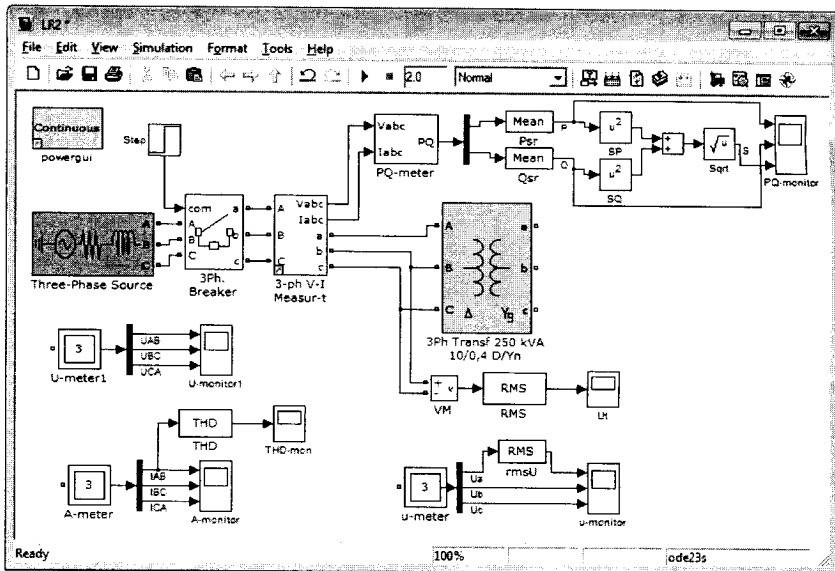 LR2 *
File Edit View Simulation Format Tools Help
2.0 Normal
Continuous
powergui
Step
Vabc
Iabc
PQ
PQ-meter
Mean
Psr
P
Mean
Qsr
Q
u²
SP
u²
SQ
+
+
√u
Sqrt
S
PQ-monitor
A
B
C
Three-Phase Source
com
A
B
C
a
b
c
3Ph.
Breaker
A
B
C
Vabc
Iabc
a
b
c
3-ph V-I
Measur-t
A
B
C
a
b
c
Δ Yg
3Ph Transf 250 kVA
10/0,4 D/Yn
3
U-meter1
UAB
UBC
UCA
U-monitor1
+
-
v
VM
RMS
RMS
THD
THD
THD-mon
3
A-meter
IAB
IBC
ICA
A-monitor
3
u-meter
Ua
Ub
Uc
RMS
rmsU
u-monitor
Ready 100% ode23s